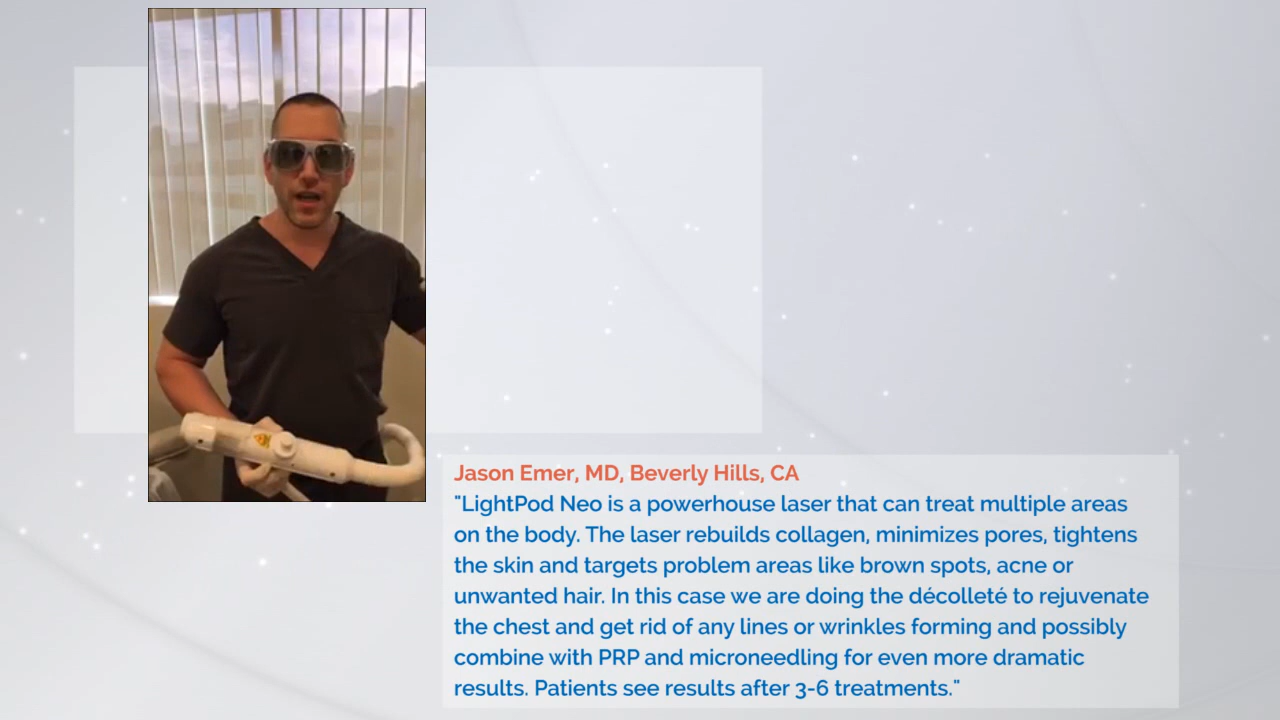 Jason Emer, MD, Beverly Hills, CA
"LightPod Neo is a powerhouse laser that can treat multiple areas
on the body. The laser rebuilds collagen, minimizes pores, tightens
the skin and targets problem areas like brown spots, acne or
unwanted hair. In this case we are doing the décolleté to rejuvenate
the chest and get rid of any lines or wrinkles forming and possibly
combine with PRP and microneedling for even more dramatic
results. Patients see results after 3-6 treatments."